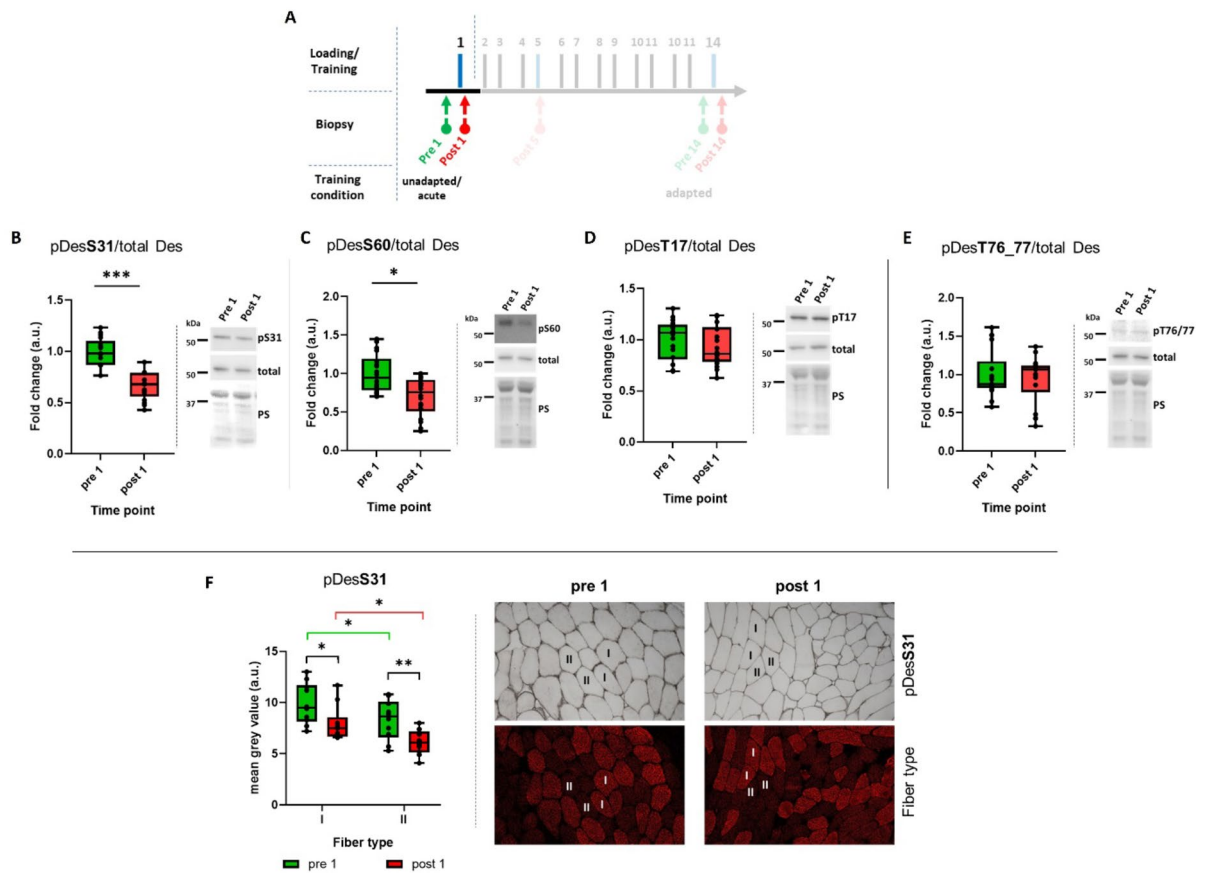 A
Loading/
Training
1 2 3 4 5 6 7 8 9 10 11 10 11 14
Biopsy
Pre 1 Post 1 Post 5 Pre 14 Post 14
Training
condition
unadapted/
acute
adapted
B
pDesS31/total Des
***
Fold change (a.u.)
1.5
1.0
0.5
0.0
pre 1 post 1
Time point
Pre 1 Post 1
kDa
50
pS31
50
total
37
PS
C
pDesS60/total Des
*
Fold change (a.u.)
2.0
1.5
1.0
0.5
0.0
pre 1 post 1
Time point
Pre 1 Post 1
kDa
50
pS60
50
total
37
PS
D
pDesT17/total Des
Fold change (a.u.)
1.5
1.0
0.5
0.0
pre 1 post 1
Time point
Pre 1 Post 1
kDa
50
pT17
50
total
37
PS
E
pDesT76_77/total Des
Fold change (a.u.)
2.0
1.5
1.0
0.5
0.0
pre 1 post 1
Time point
Pre 1 Post 1
kDa
50
pT76/77
50
total
37
PS
F
pDesS31
*
*
*
**
mean grey value (a.u.)
15
10
5
0
I II
Fiber type
pre 1 post 1
pre 1 post 1
I
II
II I
I
I II
II
pDesS31
II I
II I
I
I II
II
Fiber type